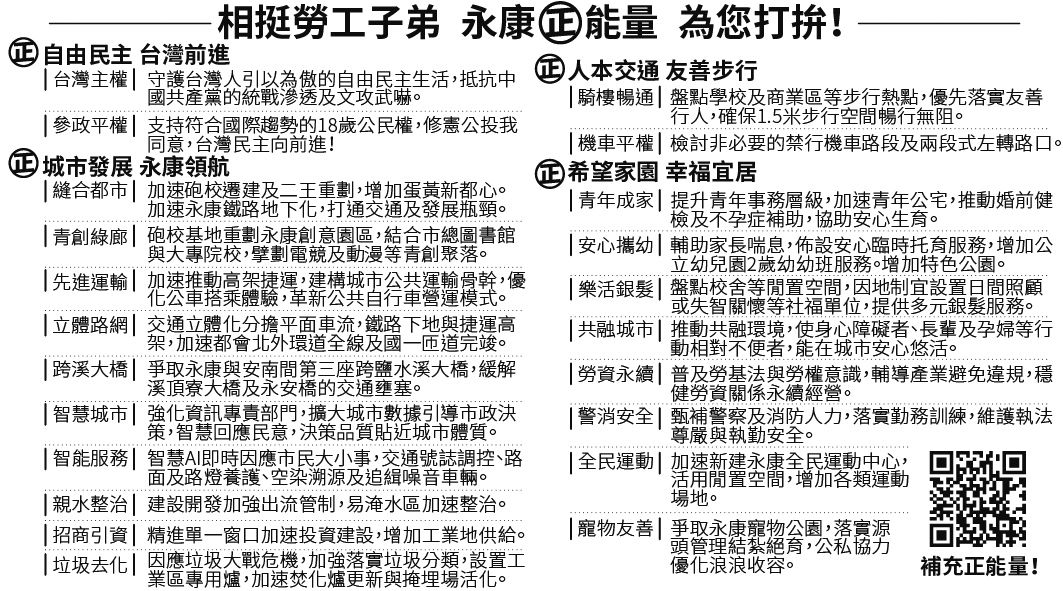 相挺勞工子弟 永康正能量 為您打拚！
正自由民主 台灣前進
台灣主權 守護台灣人引以為傲的自由民主生活，抵抗中
國共產黨的統戰滲透及文攻武嚇。
參政平權 支持符合國際趨勢的18歲公民權，修憲公投我
同意，台灣民主向前進！
正城市發展 永康領航
縫合都市 加速砲校遷建及二王重劃，增加蛋黃新都心。
加速永康鐵路地下化，打通交通及發展瓶頸。
青創綠廊 砲校基地重劃永康創意園區，結合市總圖書館
與大專院校，擘劃電競及動漫等青創聚落。
先進運輸 加速推動高架捷運，建構城市公共運輸骨幹，優
化公車搭乘體驗，革新公共自行車營運模式。
立體路網 交通立體化分擔平面車流，鐵路下地與捷運高
架，加速都會北外環道全線及國一匝道完竣。
跨溪大橋 爭取永康與安南間第三座跨鹽水溪大橋，緩解
溪頂寮大橋及永安橋的交通壅塞。
智慧城市 強化資訊專責部門，擴大城市數據引導市政決
策，智慧回應民意，決策品質貼近城市體質。
智能服務 智慧AI即時因應市民大小事，交通號誌調控、路
面及路燈養護、空染溯源及追緝噪音車輛。
親水整治 建設開發加強出流管制，易淹水區加速整治。
招商引資 精進單一窗口加速投資建設，增加工業地供給。
垃圾去化 因應垃圾大戰危機，加強落實垃圾分類，設置工
業區專用爐，加速焚化爐更新與掩埋場活化。
正人本交通 友善步行
騎樓暢通 盤點學校及商業區等步行熱點，優先落實友善
行人，確保1.5米步行空間暢行無阻。
機車平權 檢討非必要的禁行機車路段及兩段式左轉路口。
正希望家園 幸福宜居
青年成家 提升青年事務層級，加速青年公宅，推動婚前健
檢及不孕症補助，協助安心生育。
安心攜幼 輔助家長喘息，佈設安心臨時托育服務，增加公
立幼兒園2歲幼幼班服務。增加特色公園。
樂活銀髮 盤點校舍等閒置空間，因地制宜設置日間照顧
或失智關懷等社福單位，提供多元銀髮服務。
共融城市 推動共融環境，使身心障礙者、長輩及孕婦等行
動相對不便者，能在城市安心悠活。
勞資永續 普及勞基法與勞權意識，輔導產業避免違規，穩
健勞資關係永續經營。
警消安全 甄補警察及消防人力，落實勤務訓練，維護執法
尊嚴與執勤安全。
全民運動 加速新建永康全民運動中心，
活用閒置空間，增加各類運動
場地。
寵物友善 爭取永康寵物公園，落實源
頭管理結紮絕育，公私協力
優化浪浪收容。
補充正能量！